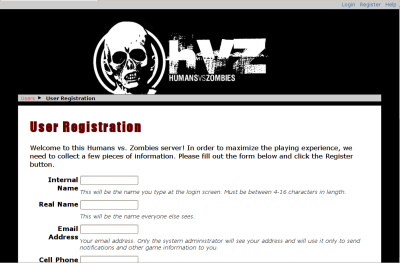 Login Register Help
hvz
HUMANSVSZOMBIES
Users ► User Registration
User Registration
Welcome to this Humans vs. Zombies server! In order to maximize the playing experience, we
need to collect a few pieces of information. Please fill out the form below and click the Register
button.
Internal
Name
This will be the name you type at the login screen. Must be between 4-16 characters in length.
Real Name
This will be the name everyone else sees.
Email
Address
Your email address. Only the system administrator will see your address and will use it only to send
notifications and other game information to you.
Cell Phone